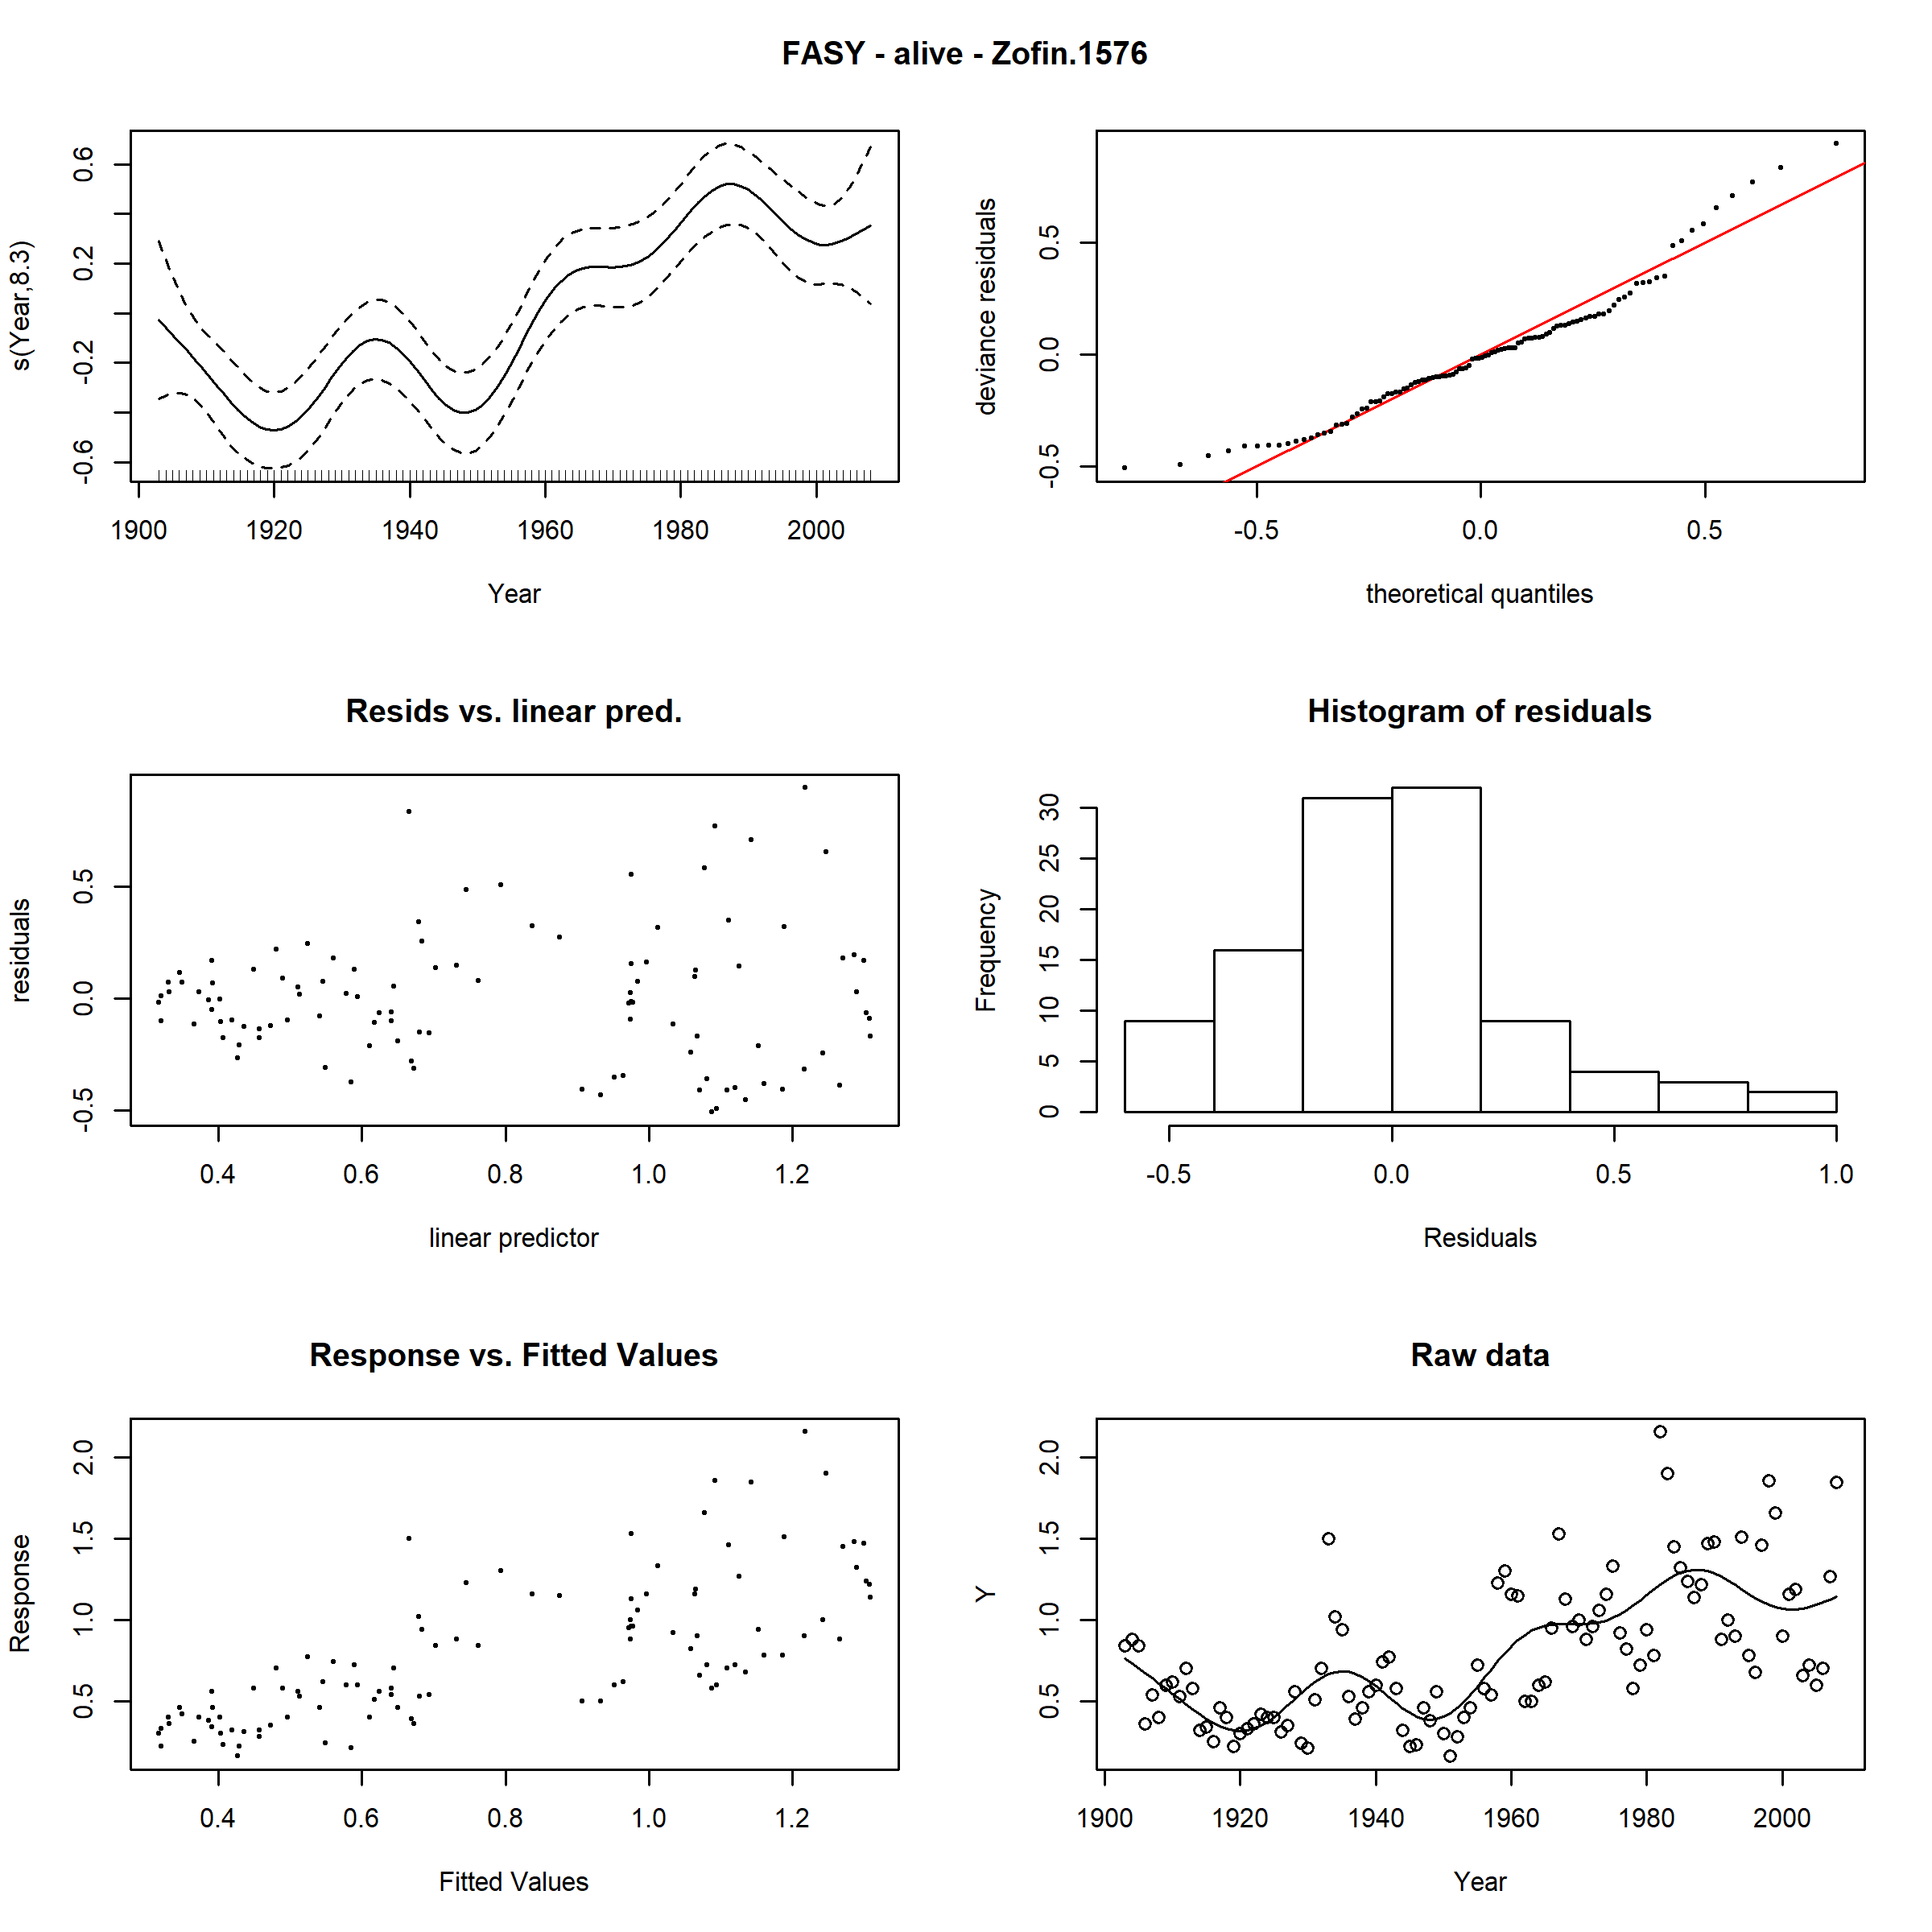 FASY - alive - Zofin.1576
s(Year,8.3)
-0.6 -0.2 0.2 0.6
1900 1920 1940 1960 1980 2000
Year
deviance residuals
-0.5 0.0 0.5
-0.5 0.0 0.5
theoretical quantiles
Resids vs. linear pred.
residuals
-0.5 0.0 0.5
0.4 0.6 0.8 1.0 1.2
linear predictor
Histogram of residuals
Frequency
0 5 10 15 20 25 30
-0.5 0.0 0.5 1.0
Residuals
Response vs. Fitted Values
Response
0.5 1.0 1.5 2.0
0.4 0.6 0.8 1.0 1.2
Fitted Values
Raw data
Y
0.5 1.0 1.5 2.0
1900 1920 1940 1960 1980 2000
Year